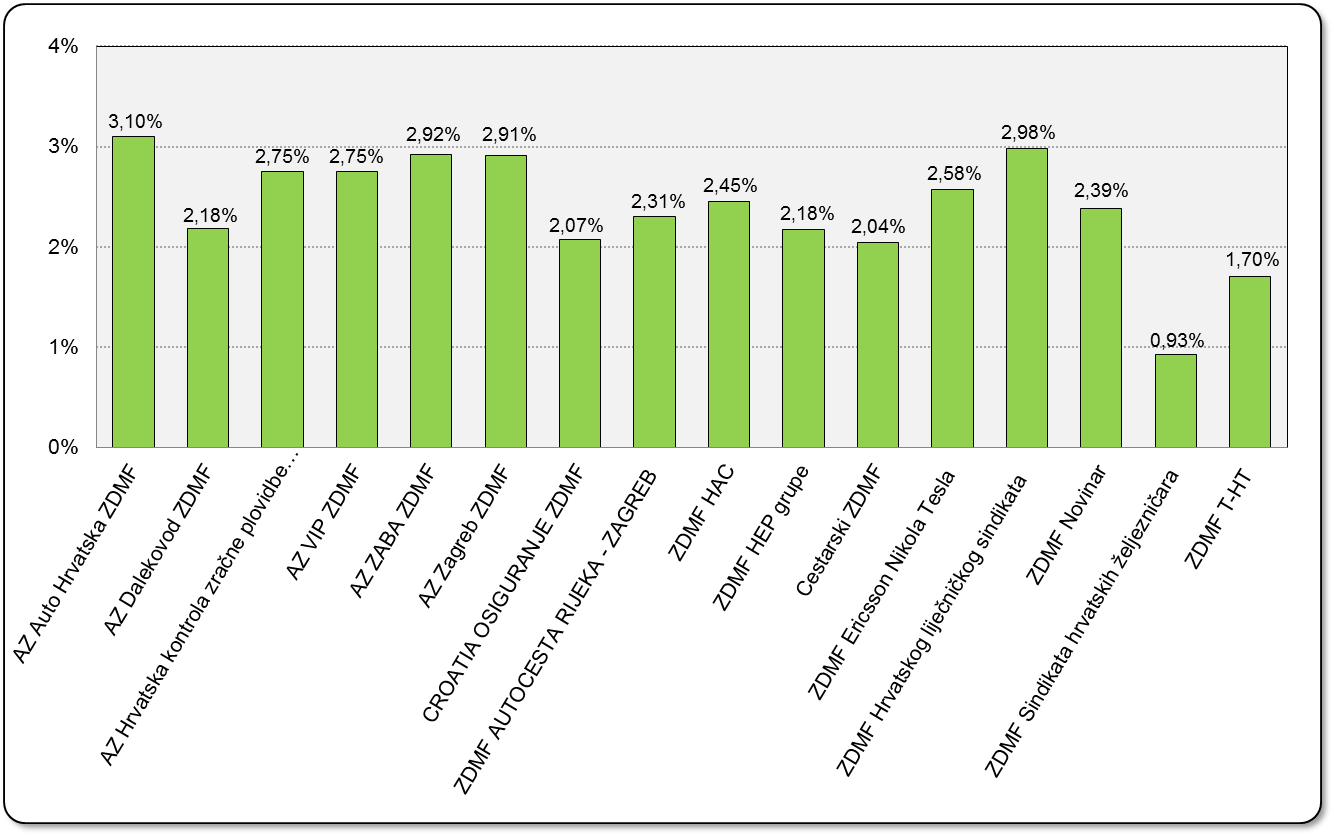 4%
3%
2%
1%
0%
3,10%
2,18%
2,75%
2,75%
2,92%
2,91%
2,07%
2,31%
2,45%
2,18%
2,04%
2,58%
2,98%
2,39%
0,93%
1,70%
AZ Auto Hrvatska ZDMF
AZ Dalekovod ZDMF
AZ Hrvatska kontrola zračne plovidbe…
AZ VIP ZDMF
AZ ZABA ZDMF
AZ Zagreb ZDMF
CROATIA OSIGURANJE ZDMF
ZDMF AUTOCESTA RIJEKA - ZAGREB
ZDMF HAC
ZDMF HEP grupe
Cestarski ZDMF
ZDMF Ericsson Nikola Tesla
ZDMF Hrvatskog liječničkog sindikata
ZDMF Novinar
ZDMF Sindikata hrvatskih željezničara
ZDMF T-HT